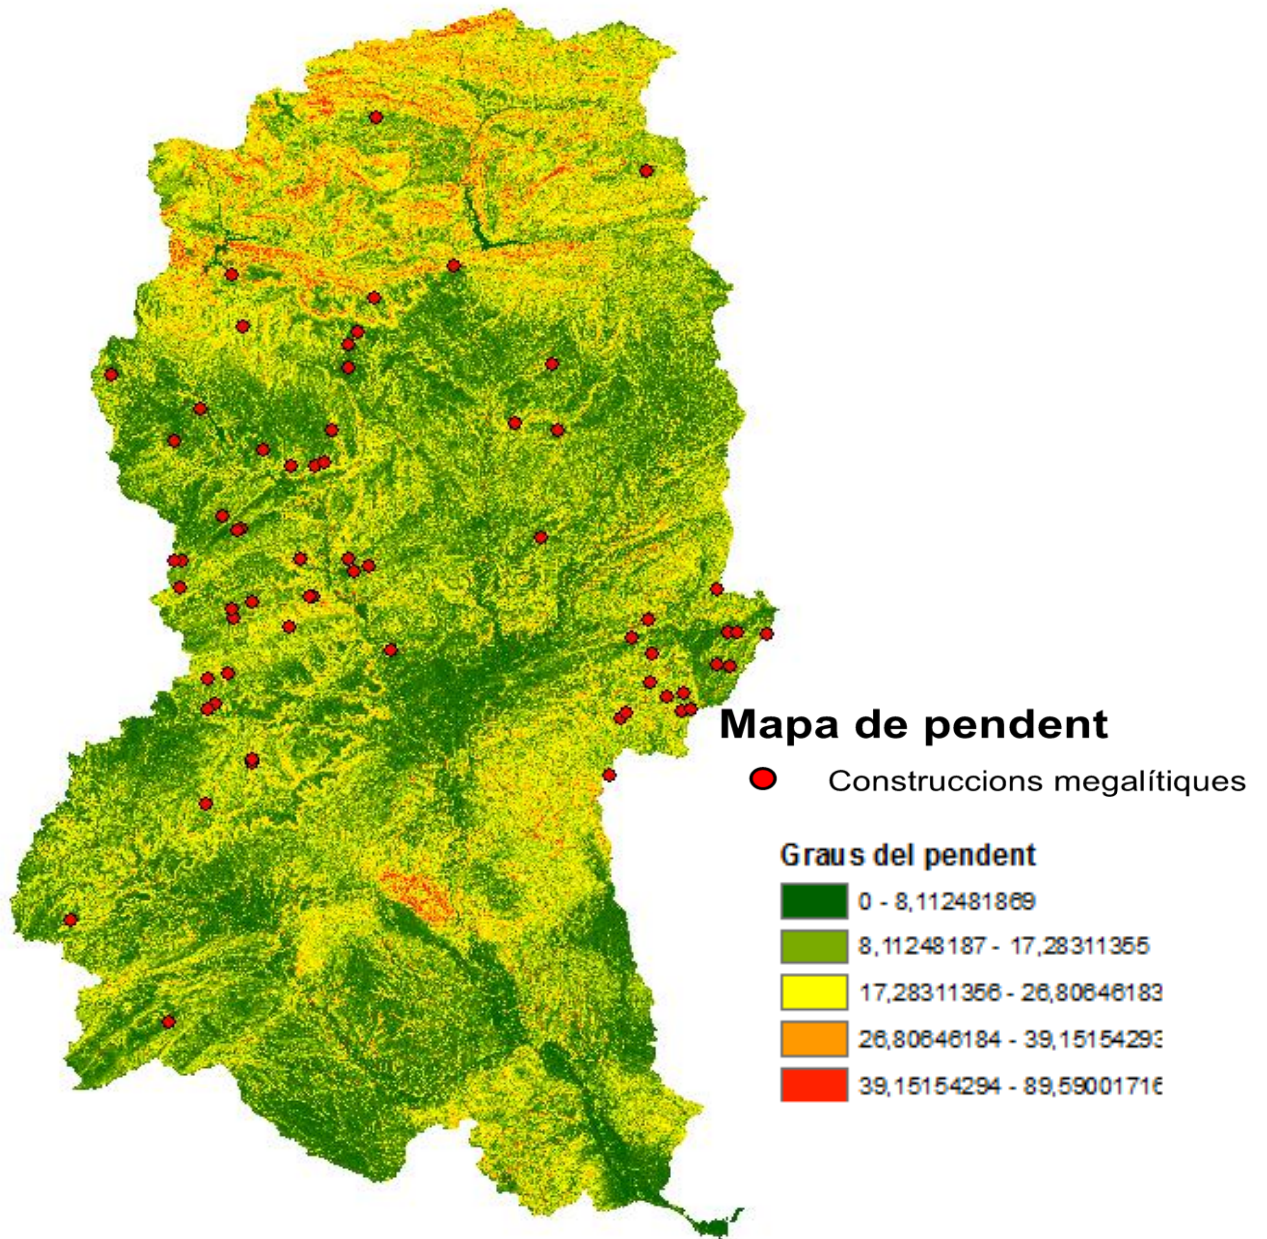 Mapa de pendent
Construccions megalítiques
Graus del pendent
0 - 8,112481869
8,11248187 - 17,28311355
17,28311356 - 26,80646183
26,80646184 - 39,15154293
39,15154294 - 89,59001716